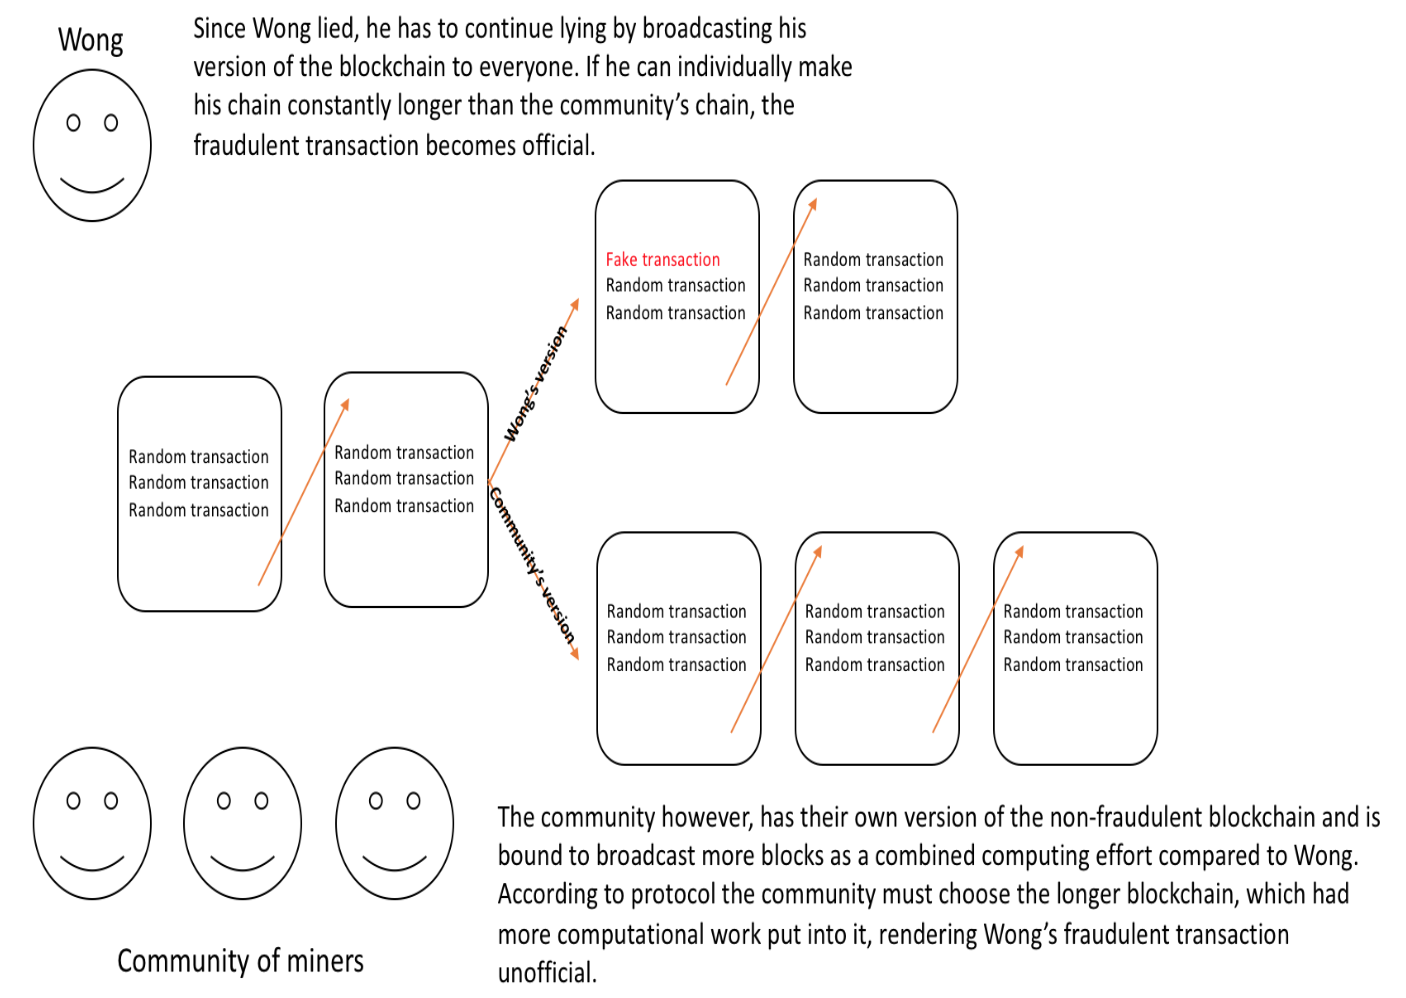 Wong
Since Wong lied, he has to continue lying by broadcasting his
version of the blockchain to everyone. If he can individually make
his chain constantly longer than the community’s chain, the
fraudulent transaction becomes official.
Fake transaction
Random transaction
Random transaction
Random transaction
Random transaction
Random transaction
Wong’s version
Random transaction
Random transaction
Random transaction
Random transaction
Random transaction
Random transaction
Community’s version
Random transaction
Random transaction
Random transaction
Random transaction
Random transaction
Random transaction
Random transaction
Random transaction
Random transaction
Community of miners
The community however, has their own version of the non-fraudulent blockchain and is
bound to broadcast more blocks as a combined computing effort compared to Wong.
According to protocol the community must choose the longer blockchain, which had
more computational work put into it, rendering Wong’s fraudulent transaction
unofficial.